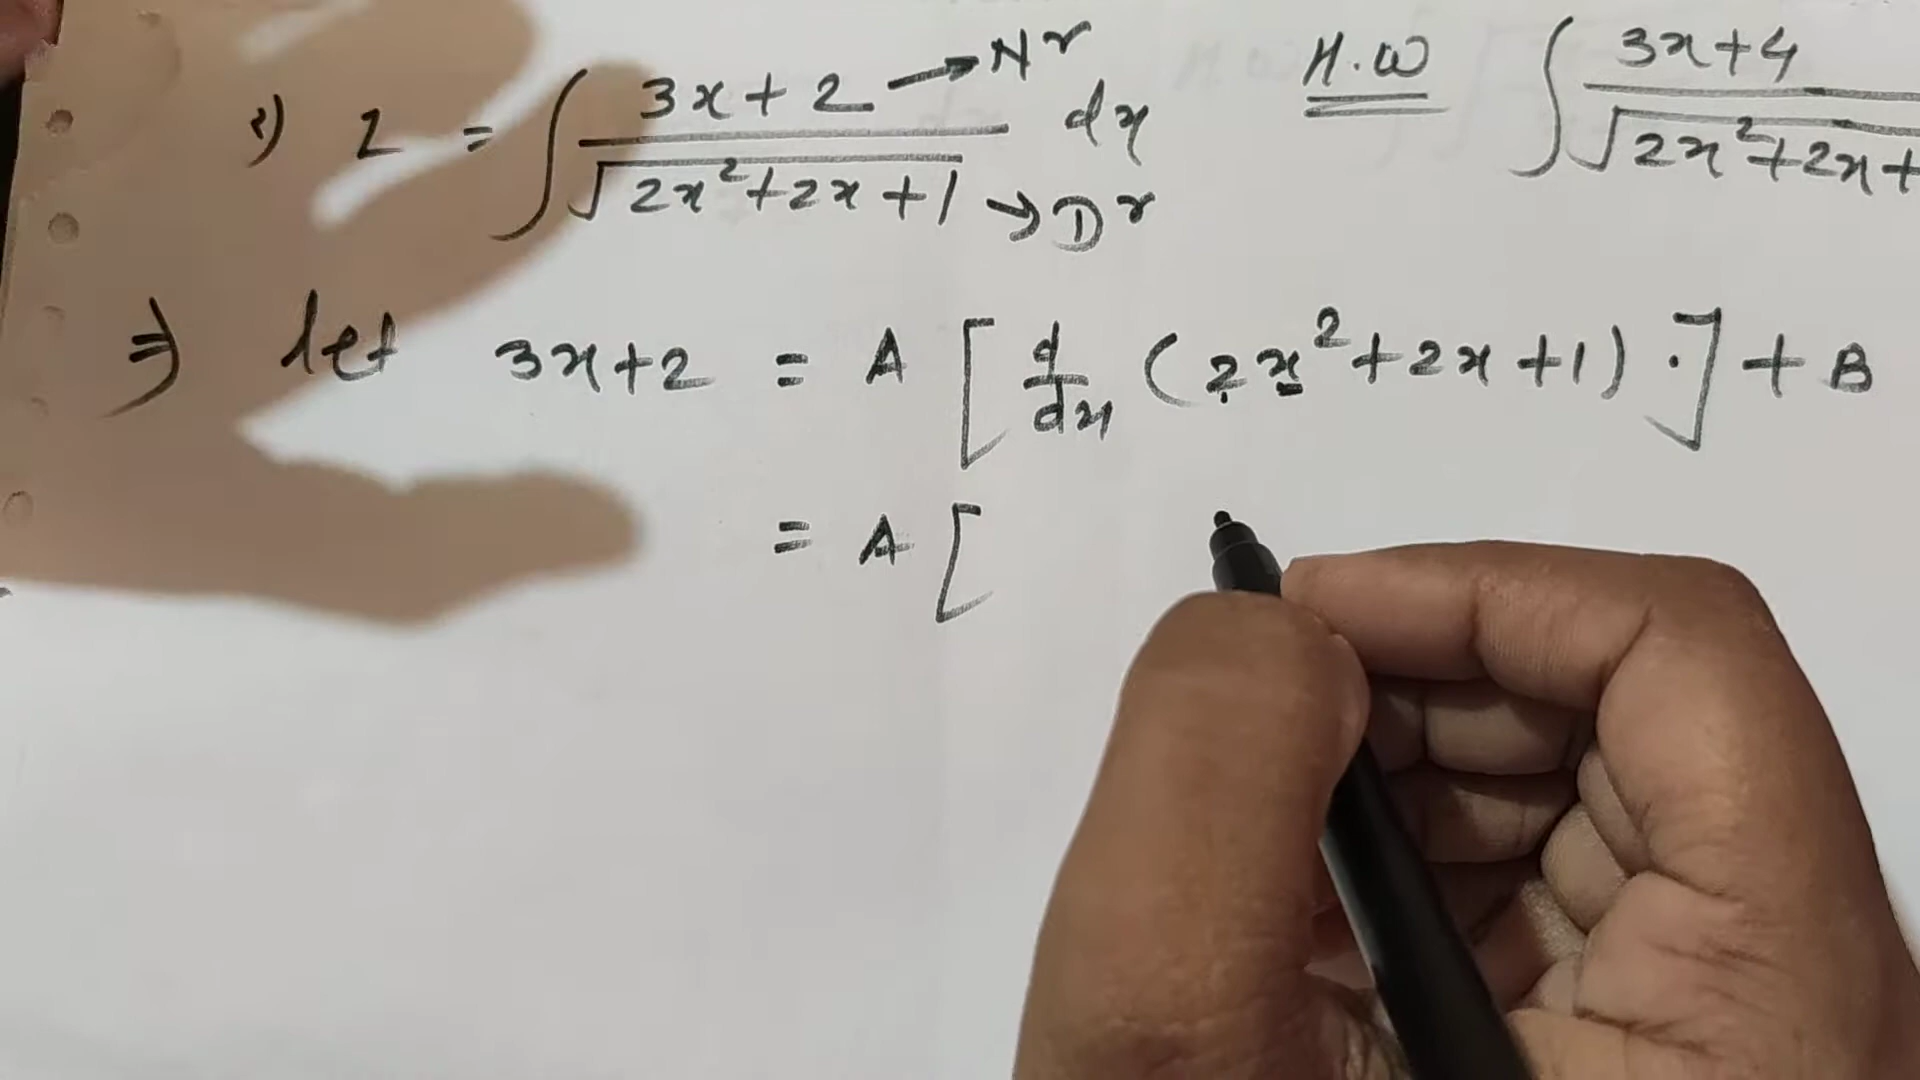 1) I = ∫ 3x+2 / √(2x²+2x+1) dx → Nʳ → Dʳ
H.W ∫ 3x+4 / √(2x²+2x+
⇒ let 3x+2 = A [ d/dx (2x²+2x+1) . ] + B
= A [